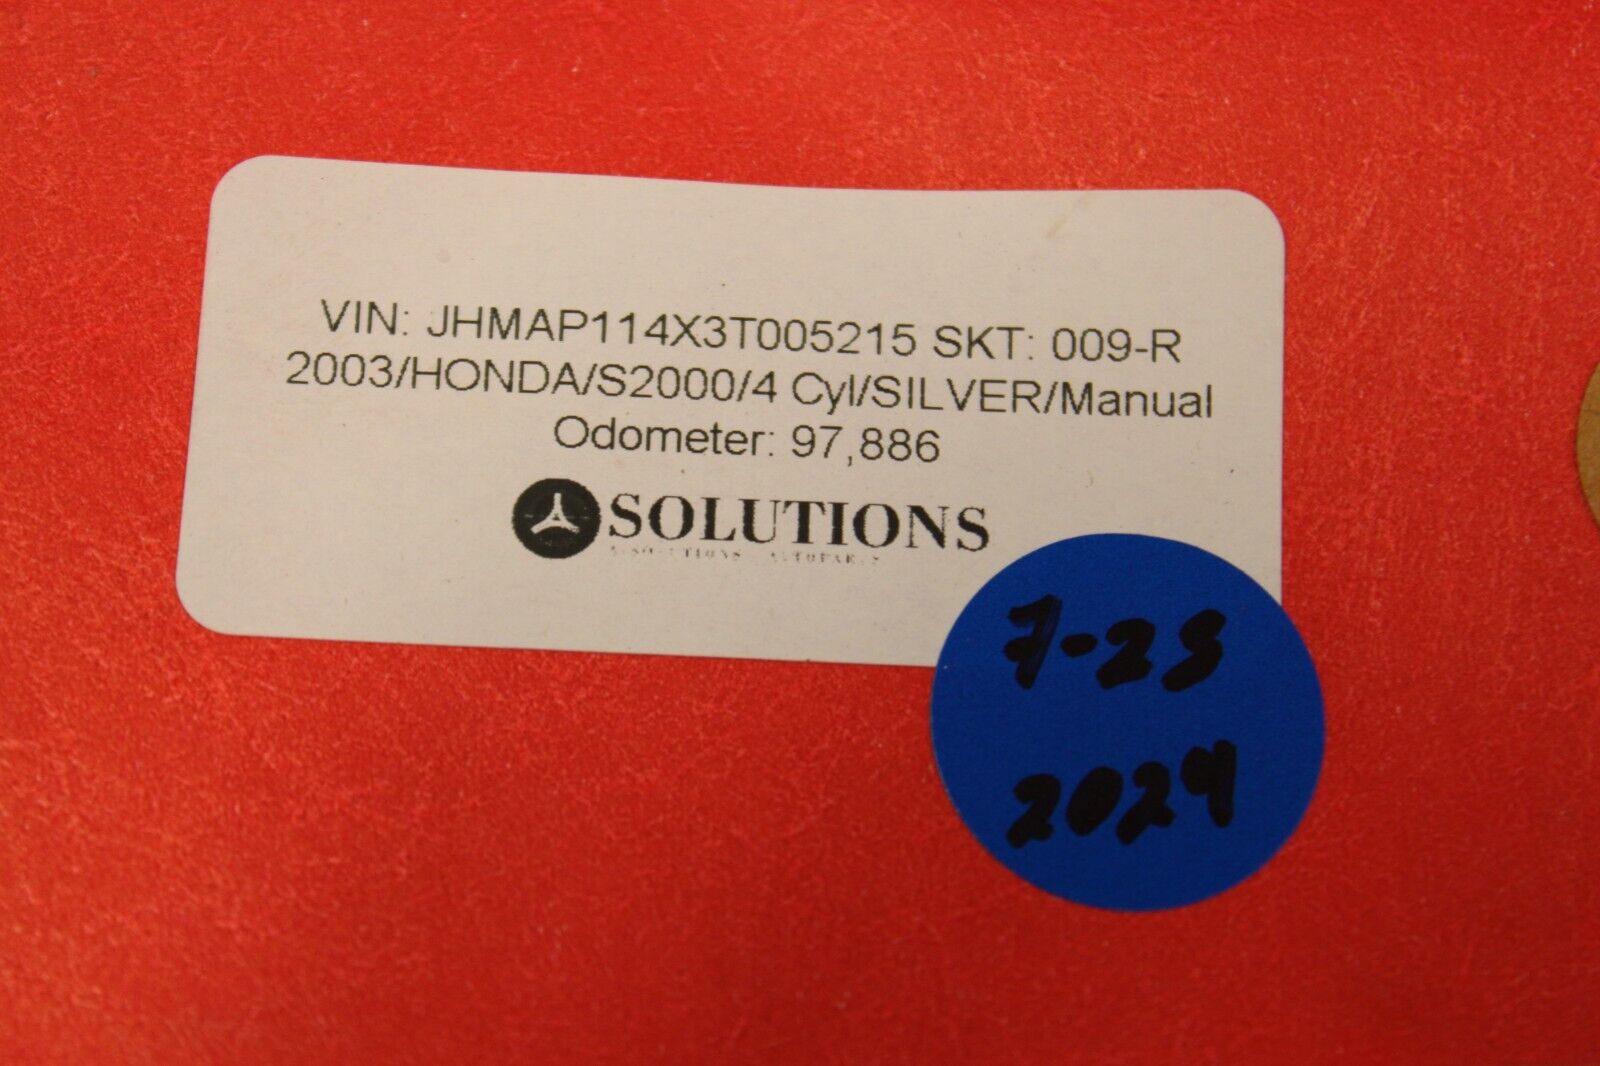 VIN: JHMAP114X3T005215 SKT: 009-R
2003/HONDA/S2000/4 Cyl/SILVER/Manual
Odometer: 97,886
SOLUTIONS
7-23
2024